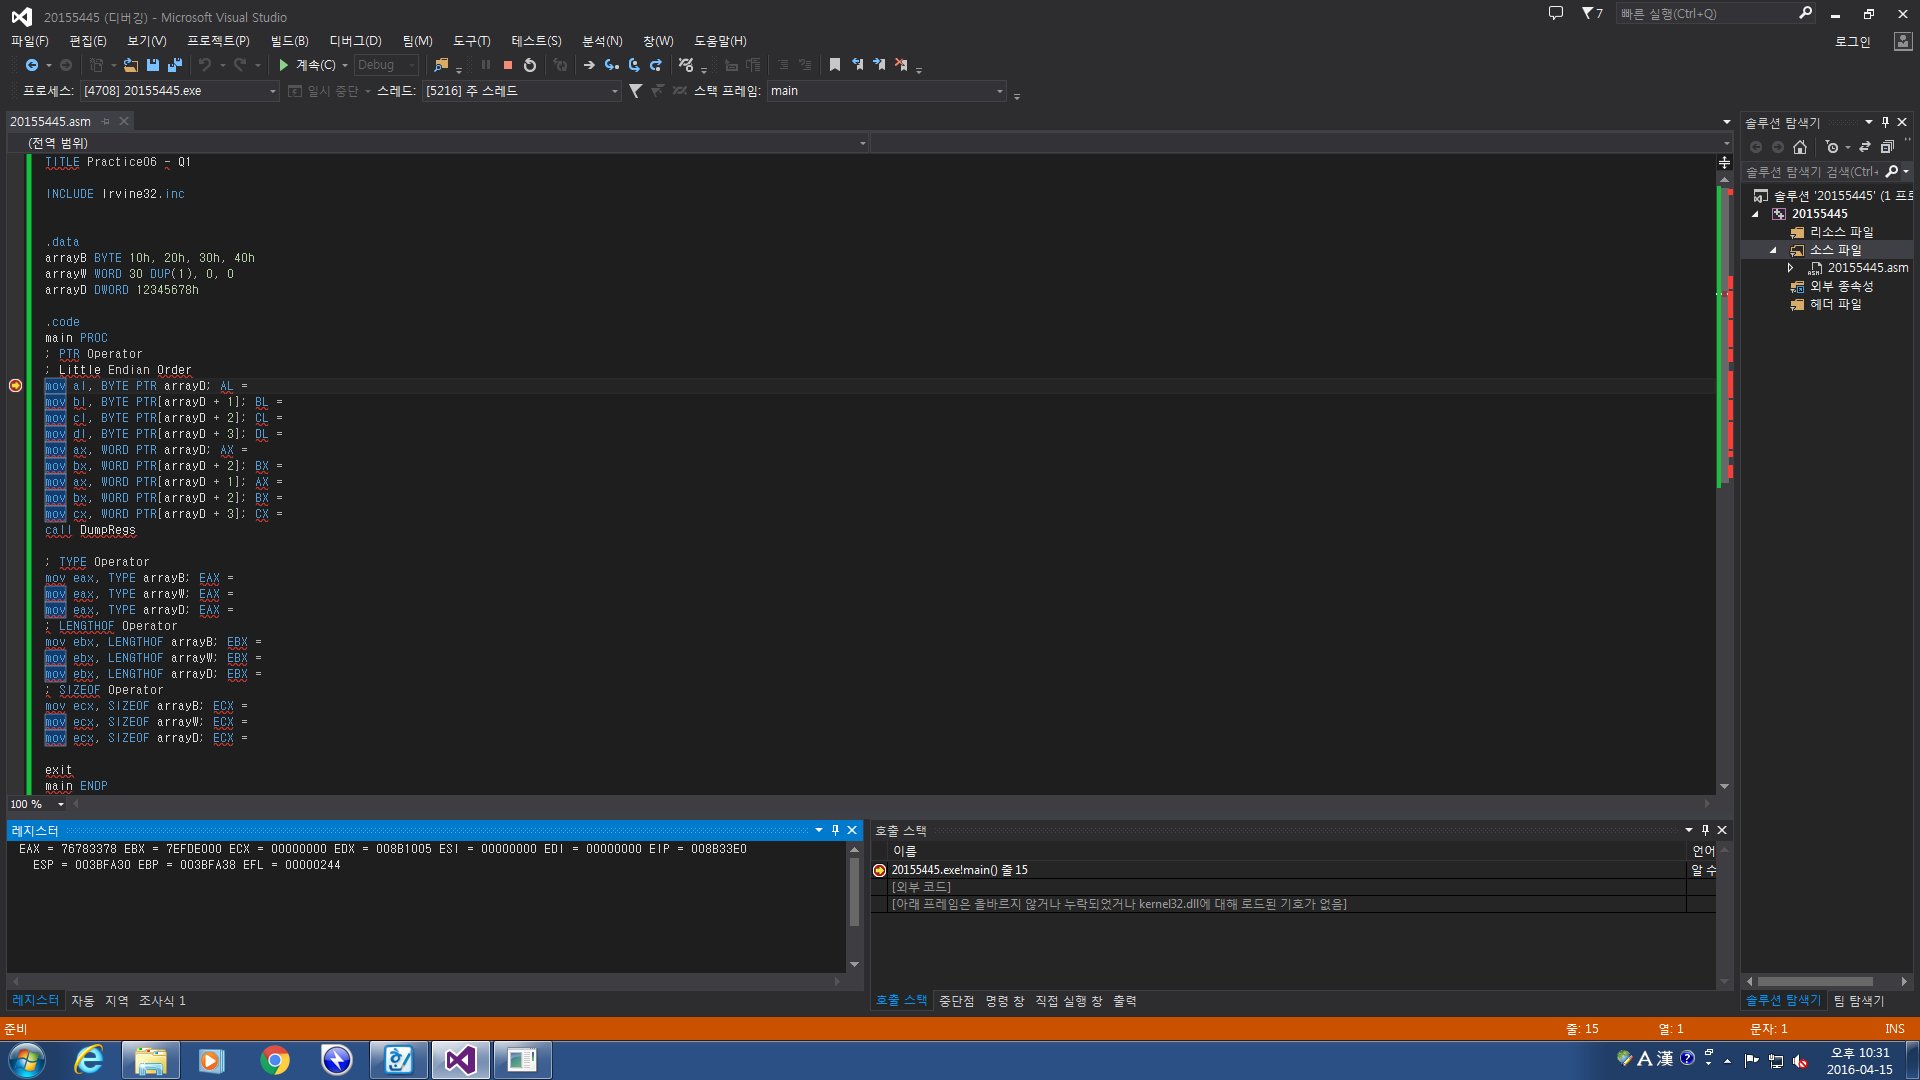 20155445 (디버깅) - Microsoft Visual Studio
7
빠른 실행(Ctrl+Q)
파일(F) 편집(E) 보기(V) 프로젝트(P) 빌드(B) 디버그(D) 팀(M) 도구(T) 테스트(S) 분석(N) 창(W) 도움말(H)
로그인
계속(C) Debug
프로세스: [4708] 20155445.exe 일시 중단 스레드: [5216] 주 스레드 스택 프레임: main
20155445.asm
(전역 범위)
TITLE Practice06 - Q1
INCLUDE Irvine32.inc
.data
arrayB BYTE 10h, 20h, 30h, 40h
arrayW WORD 30 DUP(1), 0, 0
arrayD DWORD 12345678h
.code
main PROC
; PTR Operator
; Little Endian Order
mov al, BYTE PTR arrayD; AL =
mov bl, BYTE PTR[arrayD + 1]; BL =
mov cl, BYTE PTR[arrayD + 2]; CL =
mov dl, BYTE PTR[arrayD + 3]; DL =
mov ax, WORD PTR arrayD; AX =
mov bx, WORD PTR[arrayD + 2]; BX =
mov ax, WORD PTR[arrayD + 1]; AX =
mov bx, WORD PTR[arrayD + 2]; BX =
mov cx, WORD PTR[arrayD + 3]; CX =
call DumpRegs
; TYPE Operator
mov eax, TYPE arrayB; EAX =
mov eax, TYPE arrayW; EAX =
mov eax, TYPE arrayD; EAX =
; LENGTHOF Operator
mov ebx, LENGTHOF arrayB; EBX =
mov ebx, LENGTHOF arrayW; EBX =
mov ebx, LENGTHOF arrayD; EBX =
; SIZEOF Operator
mov ecx, SIZEOF arrayB; ECX =
mov ecx, SIZEOF arrayW; ECX =
mov ecx, SIZEOF arrayD; ECX =
exit
main ENDP
100 %
솔루션 탐색기
솔루션 탐색기 검색(Ctrl+
솔루션 '20155445' (1 프로
20155445
리소스 파일
소스 파일
20155445.asm
외부 종속성
헤더 파일
레지스터
EAX = 76783378 EBX = 7EFDE000 ECX = 00000000 EDX = 008B1005 ESI = 00000000 EDI = 00000000 EIP = 008B33E0
ESP = 003BFA30 EBP = 003BFA38 EFL = 00000244
레지스터 자동 지역 조사식 1
호출 스택
이름 언어
20155445.exe!main() 줄 15 알 수
[외부 코드]
[아래 프레임은 올바르지 않거나 누락되었거나 kernel32.dll에 대해 로드된 기호가 없음]
호출 스택 중단점 명령 창 직접 실행 창 출력
솔루션 탐색기 팀 탐색기
준비 줄: 15 열: 1 문자: 1 INS
A 漢
오후 10:31
2016-04-15